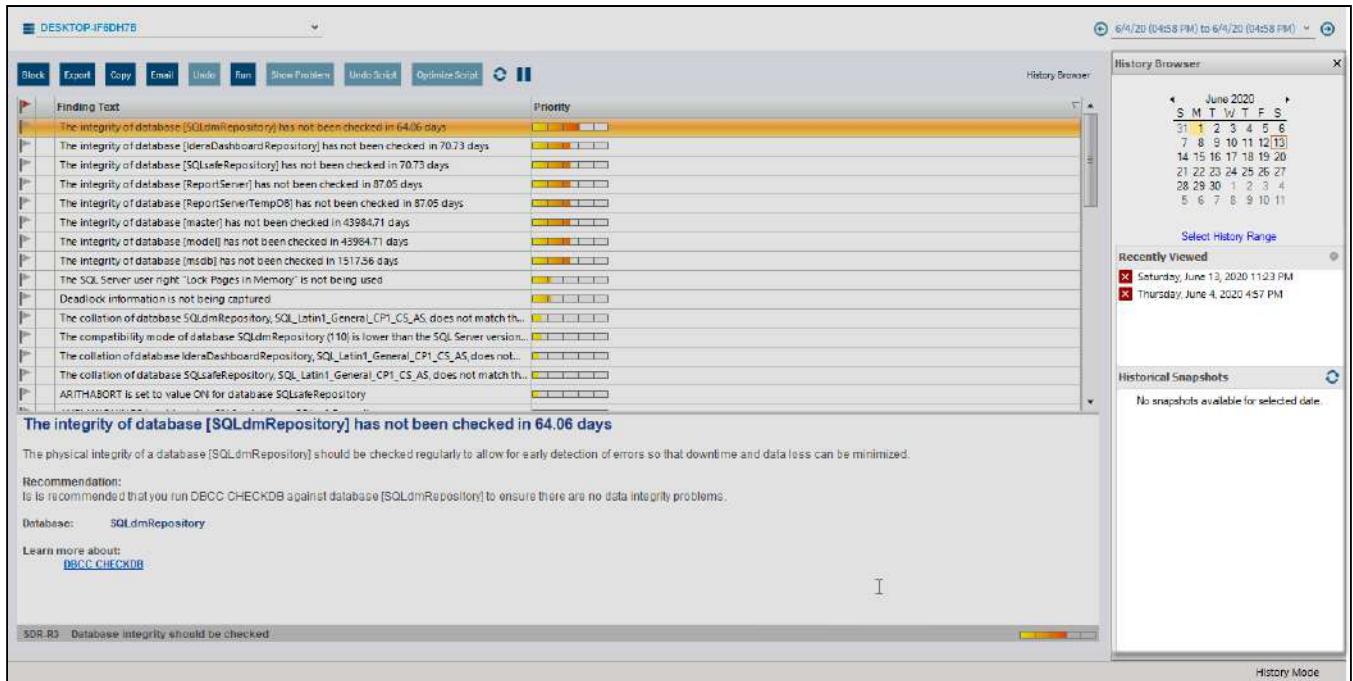 DESKTOP-IF6DH7B
6/4/20 (04:58 PM) to 6/4/20 (04:58 PM)
Block Export Copy Email Undo Run Show Problem Undo Script Optimize Script History Browser
Finding Text Priority
The integrity of database [SQLdmRepository] has not been checked in 64.06 days
The integrity of database [IderaDashboardRepository] has not been checked in 70.73 days
The integrity of database [SQLsafeRepository] has not been checked in 70.73 days
The integrity of database [ReportServer] has not been checked in 87.05 days
The integrity of database [ReportServerTempDB] has not been checked in 87.05 days
The integrity of database [master] has not been checked in 43984.71 days
The integrity of database [model] has not been checked in 43984.71 days
The integrity of database [msdb] has not been checked in 1517.56 days
The SQL Server user right "Lock Pages in Memory" is not being used
Deadlock information is not being captured
The collation of database SQLdmRepository, SQL_Latin1_General_CP1_CS_AS, does not match th...
The compatibility mode of database SQLdmRepository (110) is lower than the SQL Server version...
The collation of database IderaDashboardRepository, SQL_Latin1_General_CP1_CS_AS, does not...
The collation of database SQLsafeRepository, SQL_Latin1_General_CP1_CS_AS, does not match th...
ARITHABORT is set to value ON for database SQLsafeRepository
The integrity of database [SQLdmRepository] has not been checked in 64.06 days
The physical integrity of a database [SQLdmRepository] should be checked regularly to allow for early detection of errors so that downtime and data loss can be minimized.
Recommendation:
Is is recommended that you run DBCC CHECKDB against database [SQLdmRepository] to ensure there are no data integrity problems.
Database: SQLdmRepository
Learn more about:
DBCC CHECKDB
SDR-R3 Database integrity should be checked
History Browser
June 2020
S M T W T F S
31 1 2 3 4 5 6
7 8 9 10 11 12 13
14 15 16 17 18 19 20
21 22 23 24 25 26 27
28 29 30 1 2 3 4
5 6 7 8 9 10 11
Select History Range
Recently Viewed
Saturday, June 13, 2020 11:23 PM
Thursday, June 4, 2020 4:57 PM
Historical Snapshots
No snapshots available for selected date.
History Mode